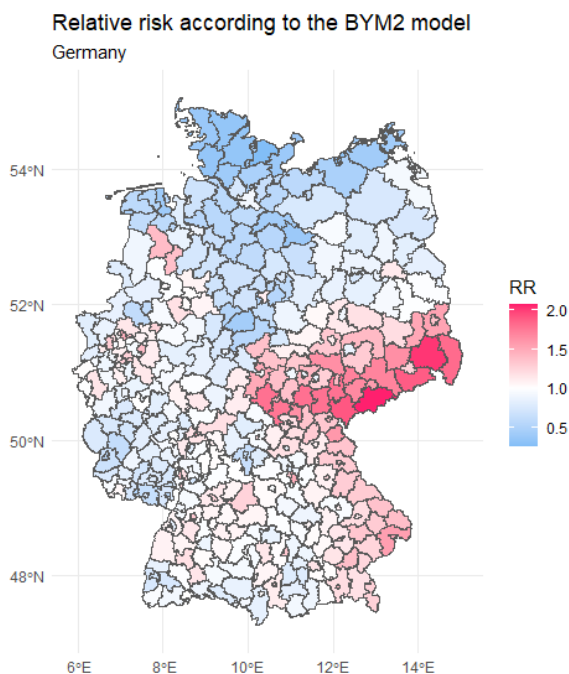 Relative risk according to the BYM2 model
Germany
54°N
52°N
50°N
48°N
6°E
8°E
10°E
12°E
14°E
RR
2.0
1.5
1.0
0.5